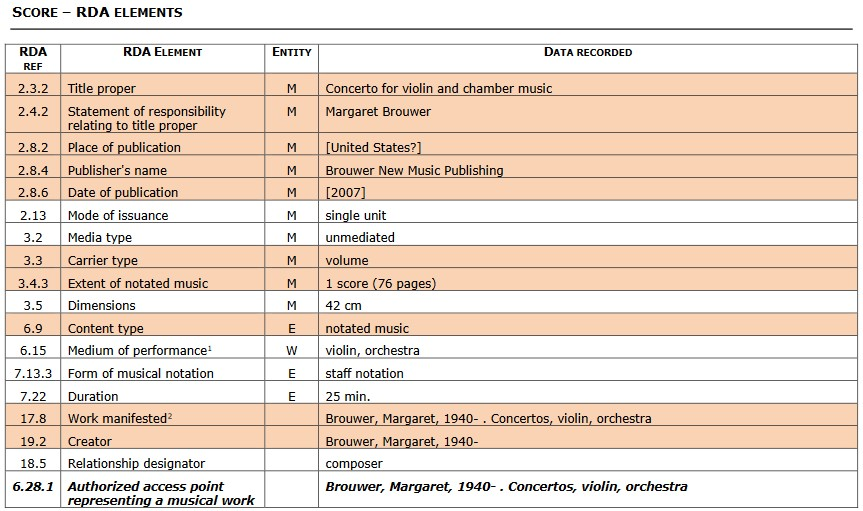 SCORE – RDA ELEMENTS
RDA REF RDA ELEMENT ENTITY DATA RECORDED
2.3.2 Title proper M Concerto for violin and chamber music
2.4.2 Statement of responsibility relating to title proper M Margaret Brouwer
2.8.2 Place of publication M [United States?]
2.8.4 Publisher's name M Brouwer New Music Publishing
2.8.6 Date of publication M [2007]
2.13 Mode of issuance M single unit
3.2 Media type M unmediated
3.3 Carrier type M volume
3.4.3 Extent of notated music M 1 score (76 pages)
3.5 Dimensions M 42 cm
6.9 Content type E notated music
6.15 Medium of performance¹ W violin, orchestra
7.13.3 Form of musical notation E staff notation
7.22 Duration E 25 min.
17.8 Work manifested² Brouwer, Margaret, 1940- . Concertos, violin, orchestra
19.2 Creator Brouwer, Margaret, 1940-
18.5 Relationship designator composer
6.28.1 Authorized access point representing a musical work Brouwer, Margaret, 1940- . Concertos, violin, orchestra